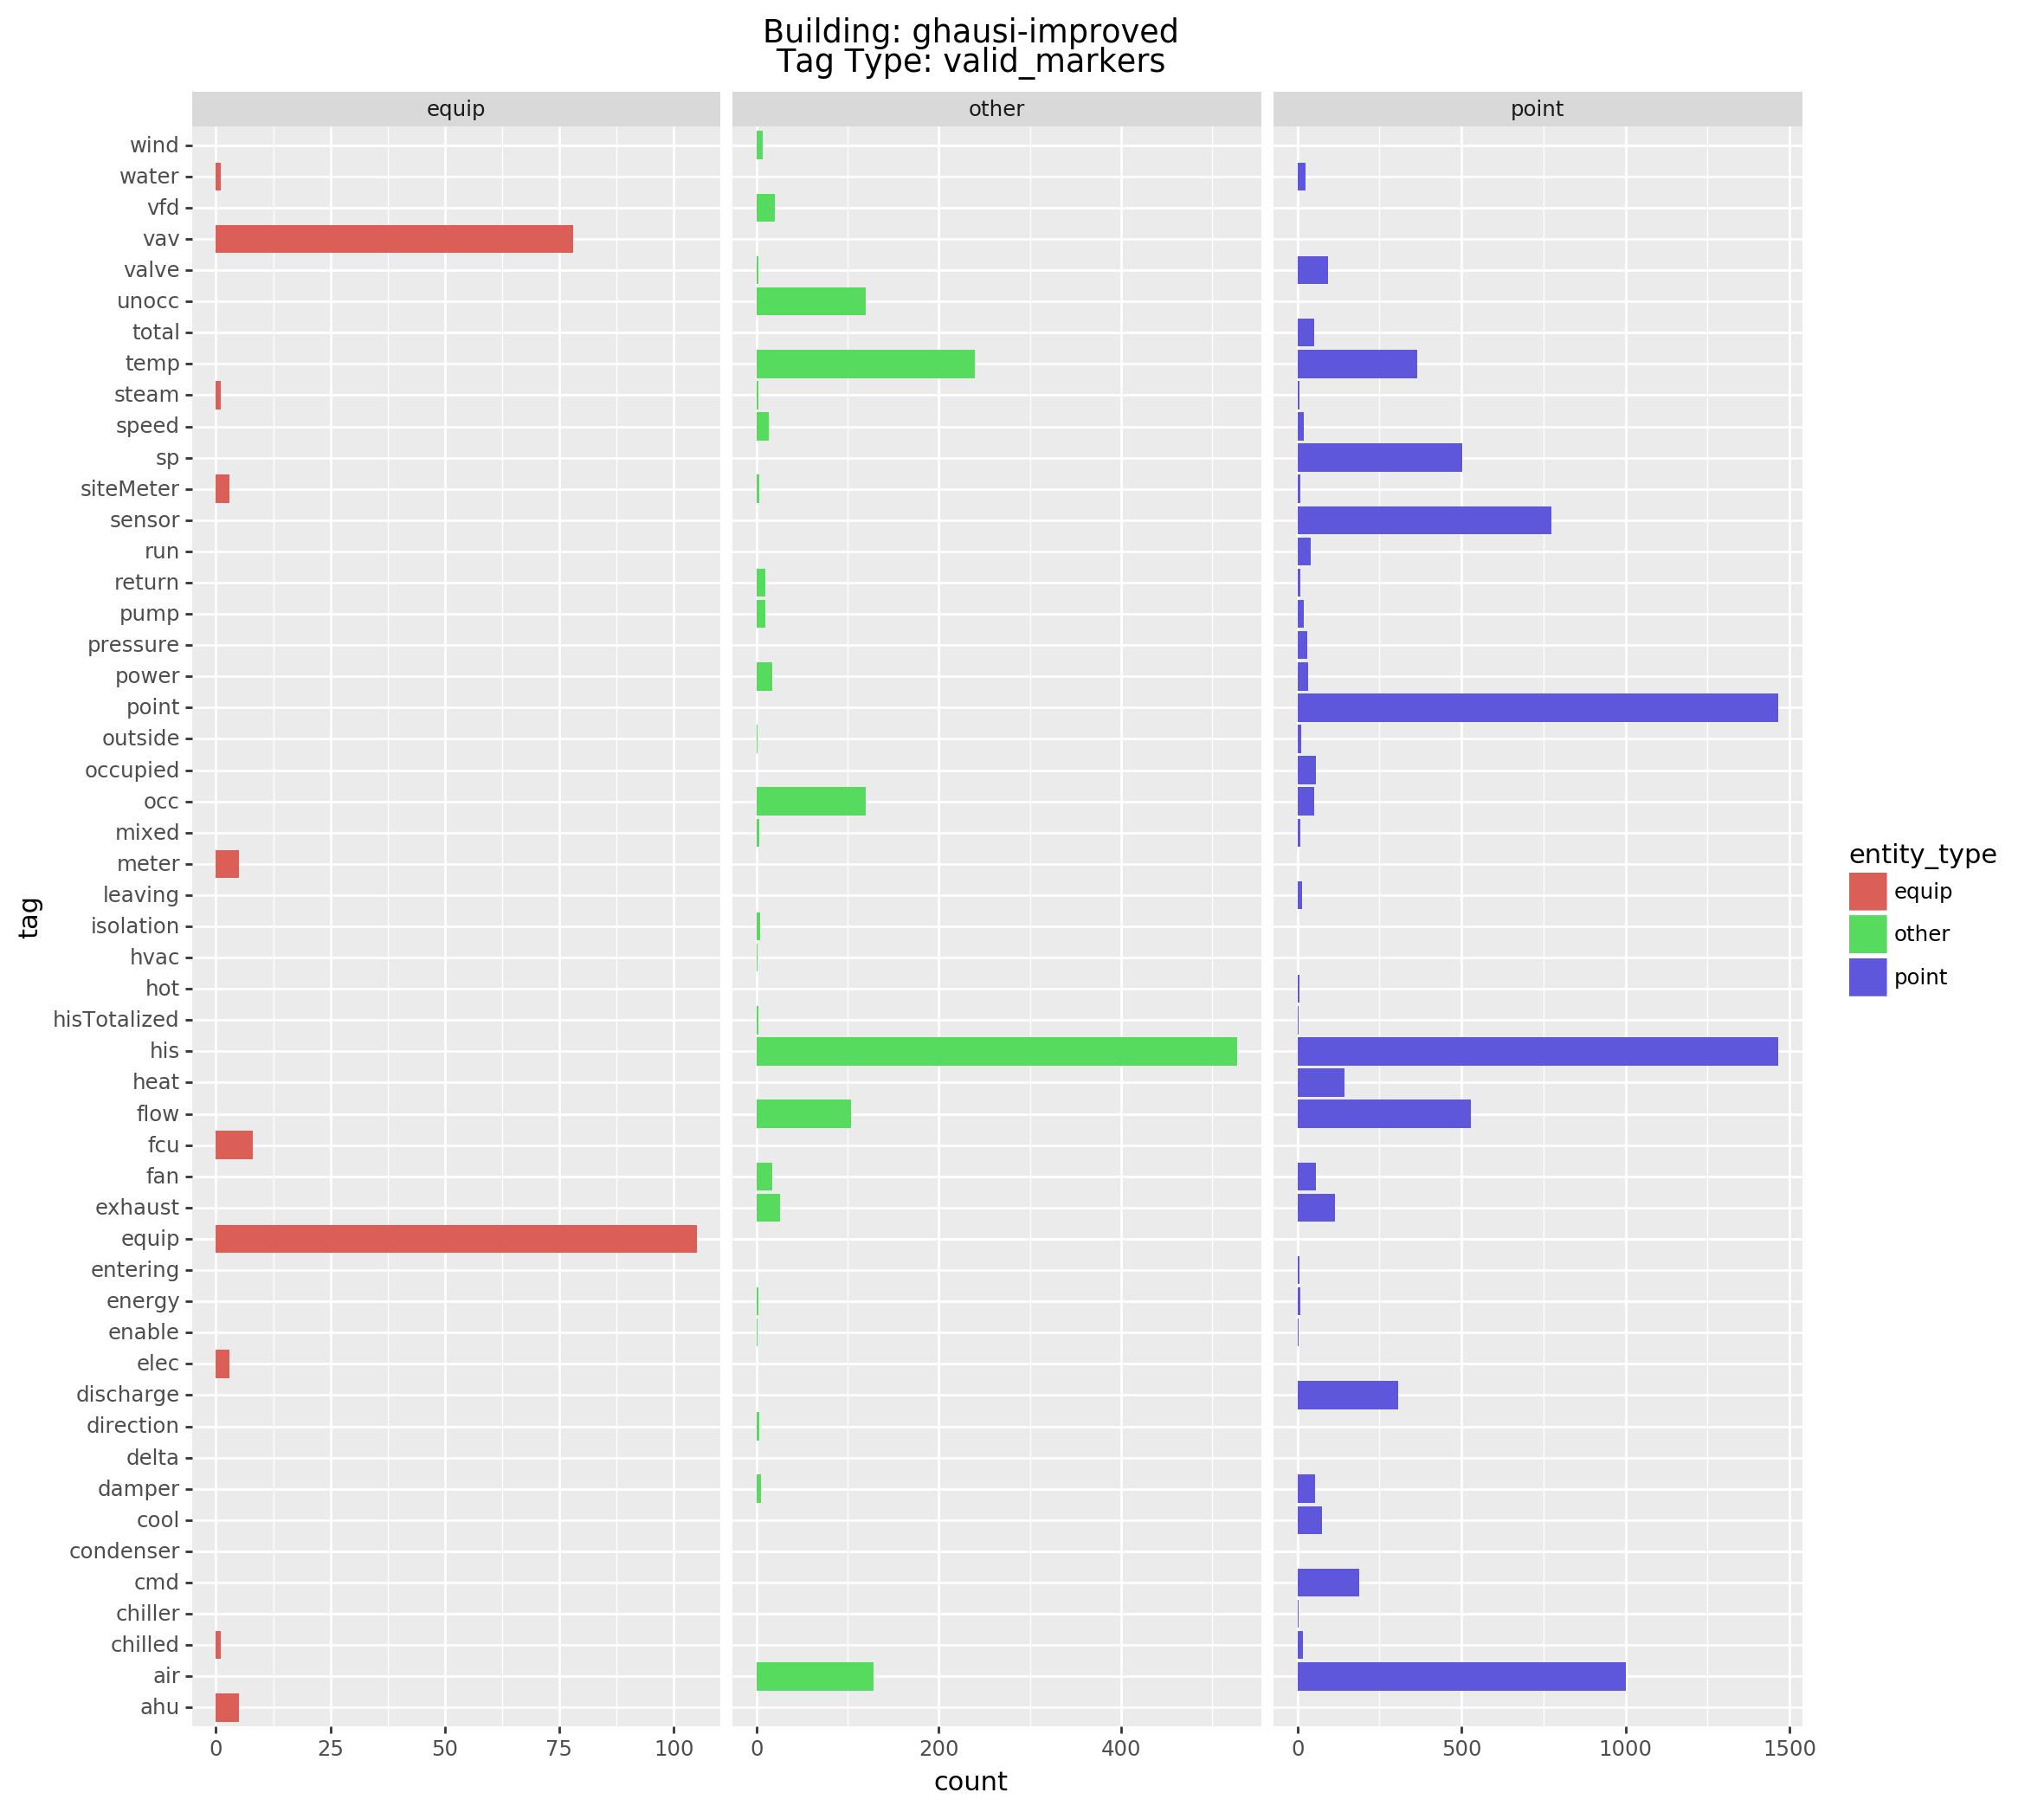 Building: ghausi-improved
Tag Type: valid_markers
equip
other
point
wind
water
vfd
vav
valve
unocc
total
temp
steam
speed
sp
siteMeter
sensor
run
return
pump
pressure
power
point
outside
occupied
occ
mixed
meter
leaving
isolation
hvac
hot
hisTotalized
his
heat
flow
fcu
fan
exhaust
equip
entering
energy
enable
elec
discharge
direction
delta
damper
cool
condenser
cmd
chiller
chilled
air
ahu
tag
0 25 50 75 100
0 200 400
0 500 1000 1500
count
entity_type
equip
other
point